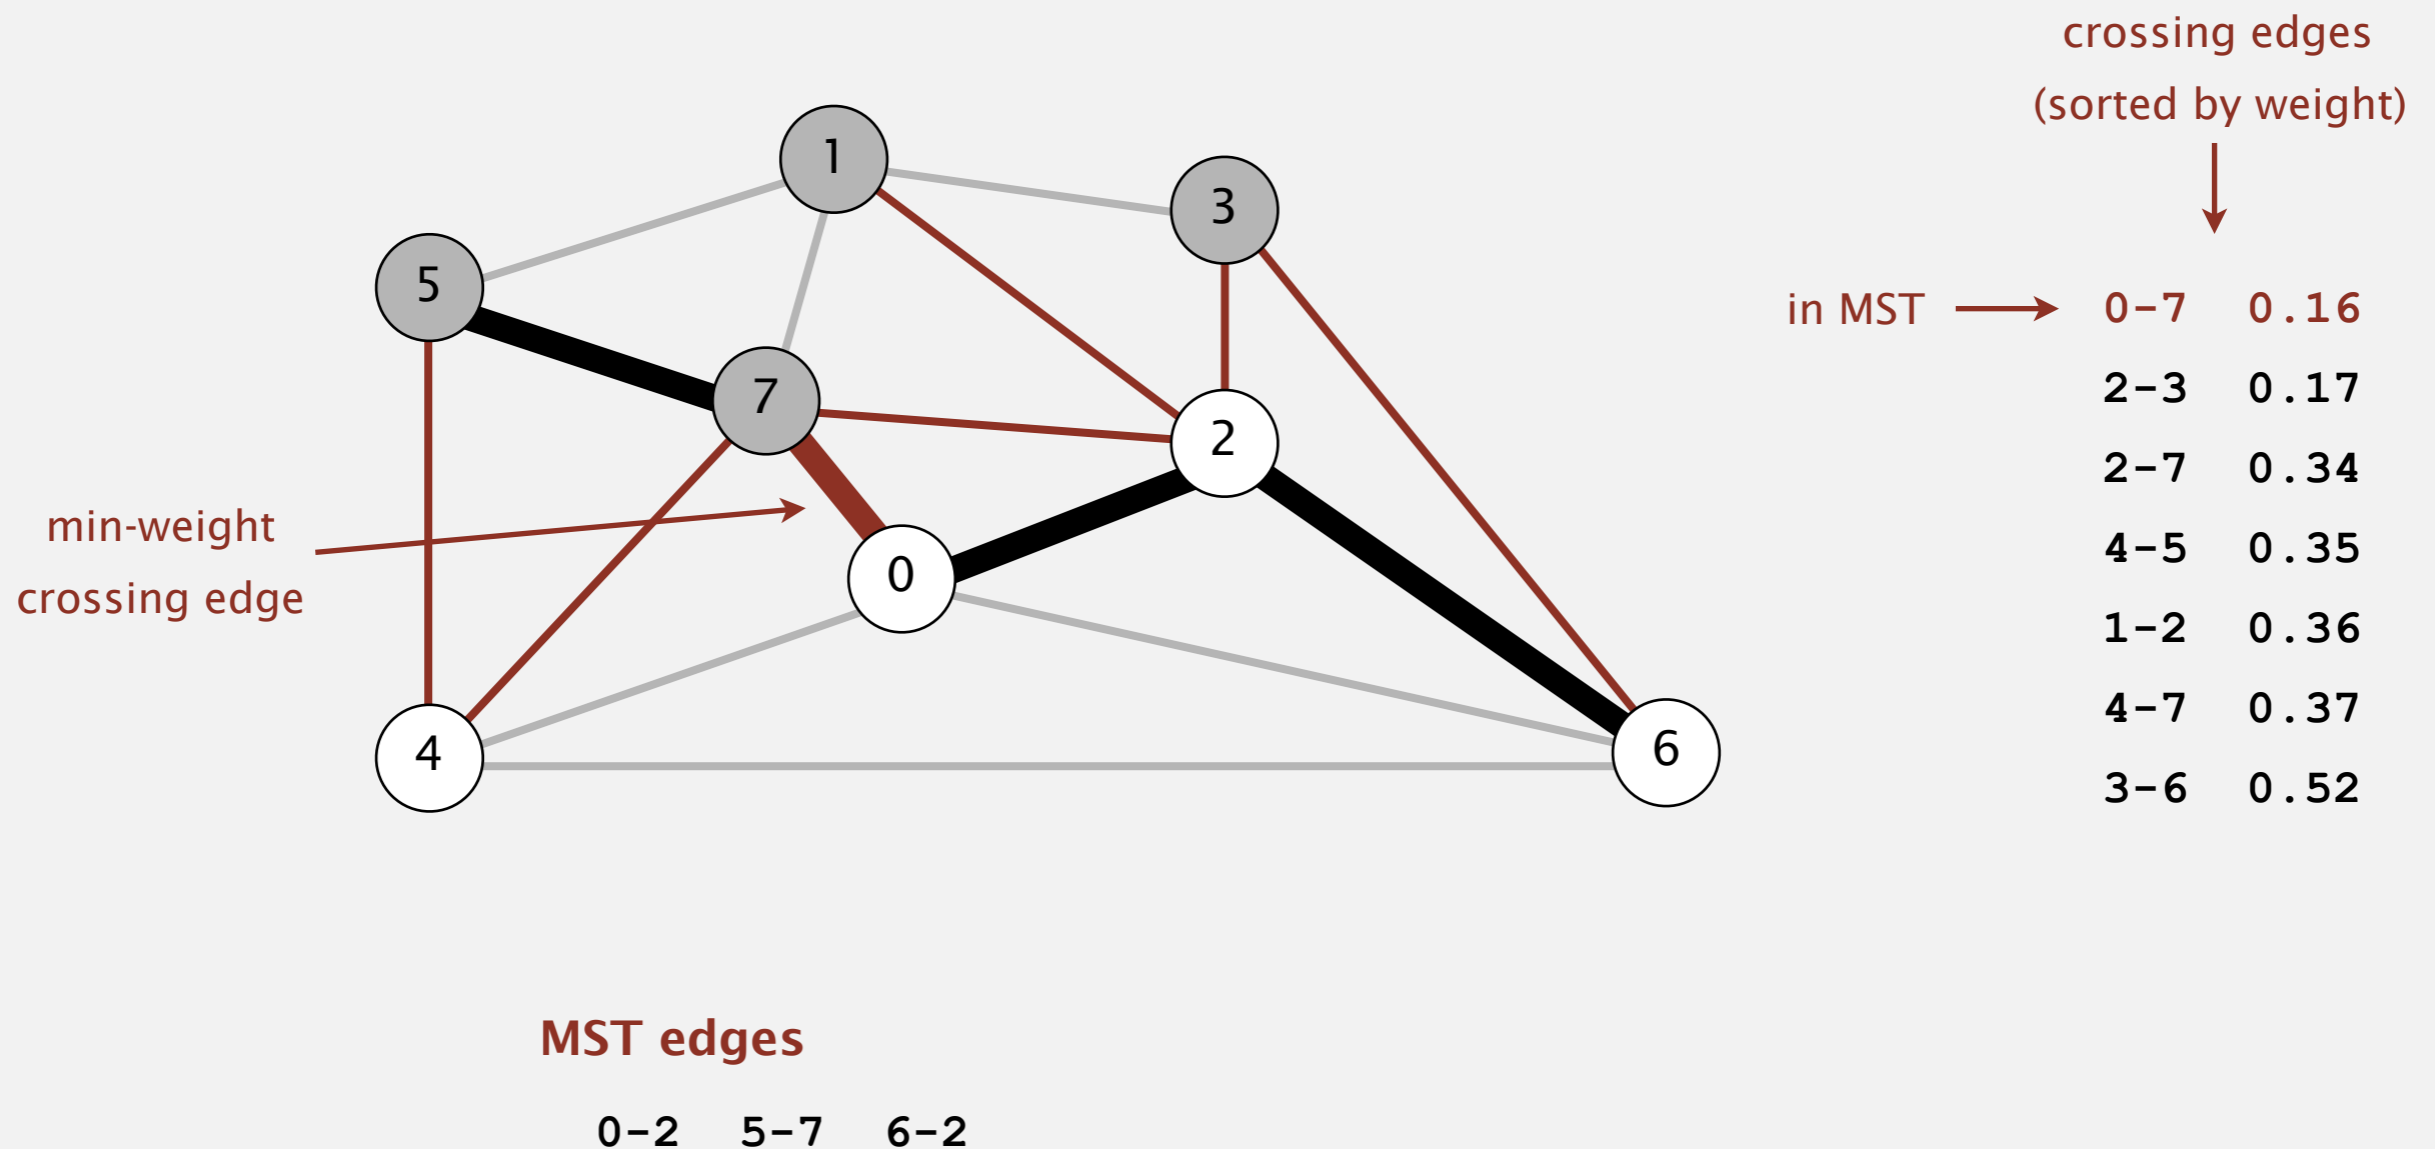 crossing edges
(sorted by weight)
1
3
5
in MST
0-7 0.16
2-3 0.17
7
2
2-7 0.34
min-weight
crossing edge
4-5 0.35
0
1-2 0.36
4-7 0.37
4
6
3-6 0.52
MST edges
0-2 5-7 6-2